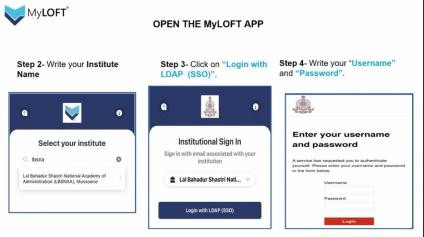 MyLOFT®
OPEN THE MyLOFT APP
Step 2- Write your Institute
Name
Select your institute
lbsna
Lal Bahadur Shastri National Academy of
Administration (LBSNAA), Mussoorie
Step 3- Click on “Login with
LDAP (SSO)”.
Institutional Sign In
Sign in with email associated with your
institution
Lal Bahadur Shastri Nati...
Login with LDAP (SSO)
Step 4- Write your “Username”
and “Password”.
Enter your username
and password
A service has requested you to authenticate
yourself. Please enter your username and password
in the form below.
Username
Password
Login